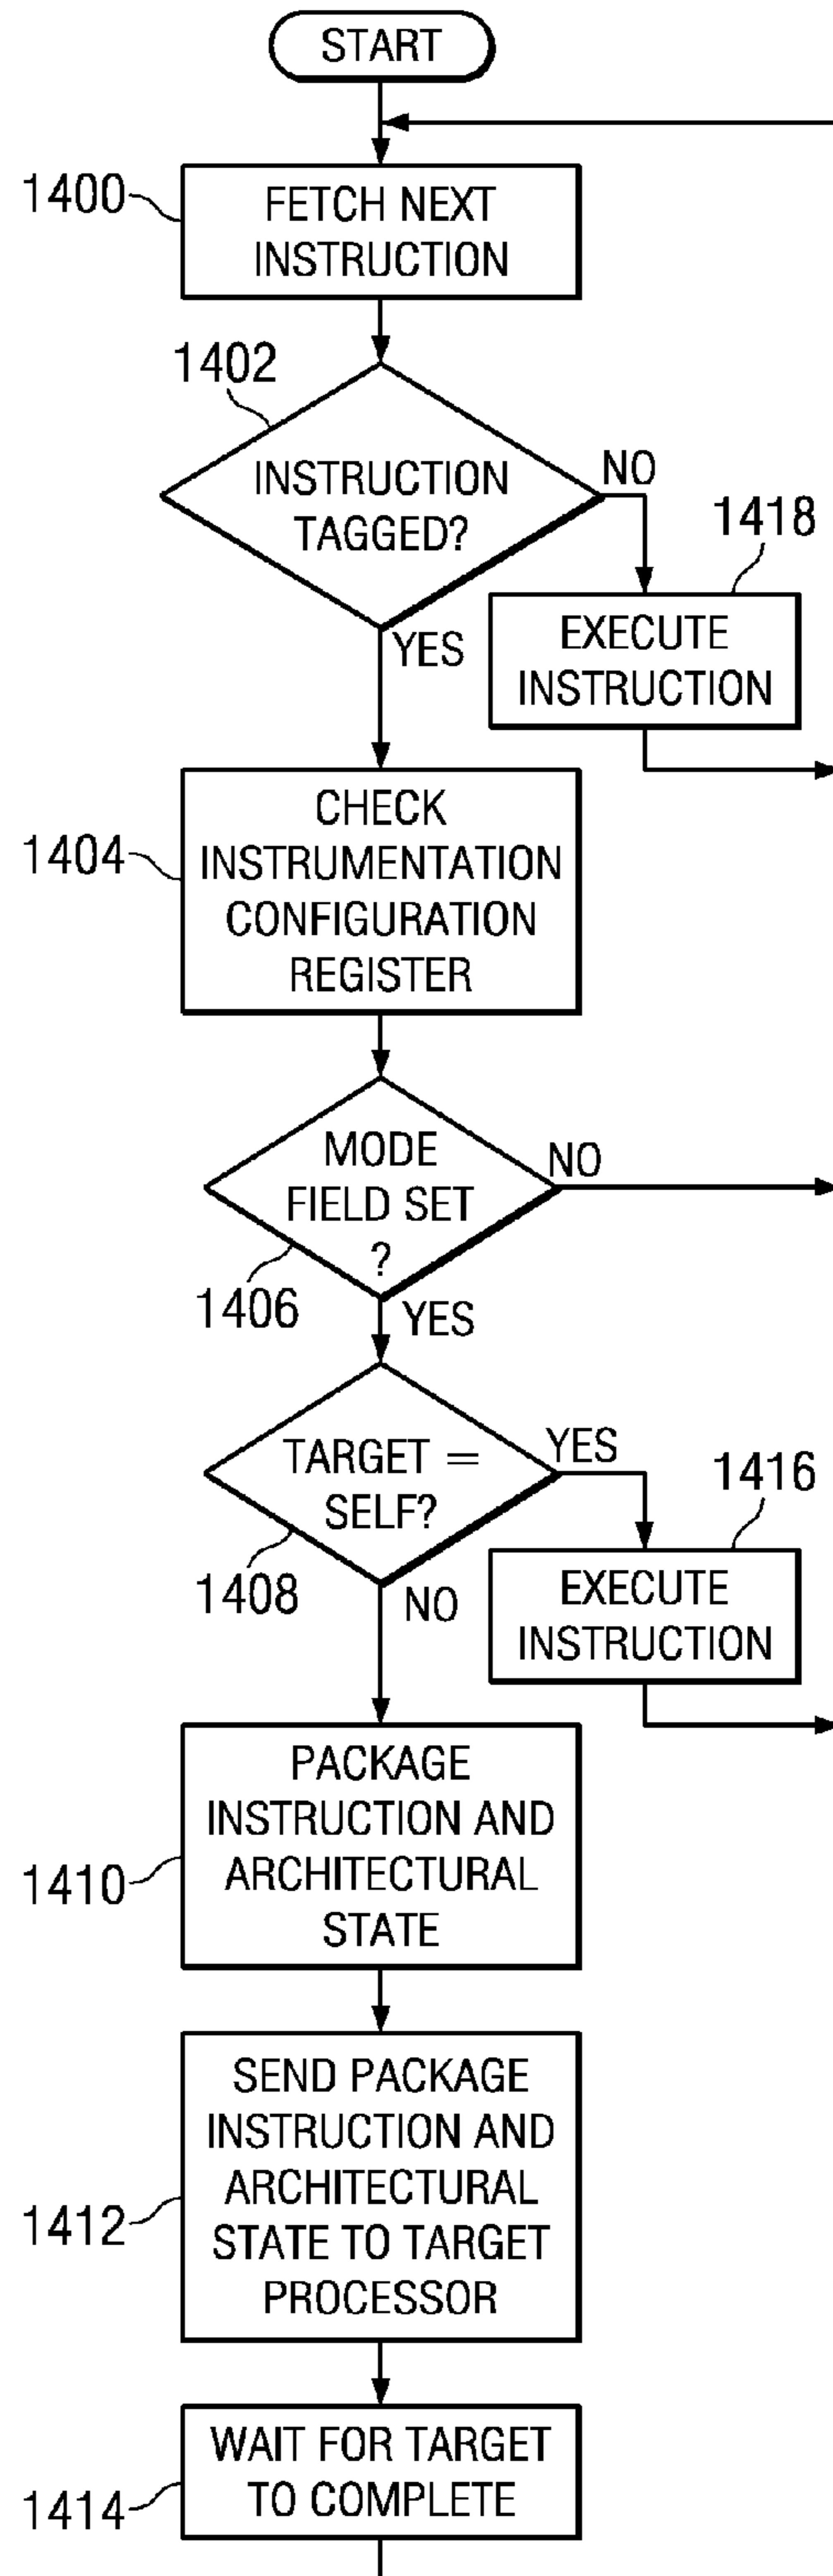 START
1400
FETCH NEXT
INSTRUCTION
1402
INSTRUCTION
TAGGED?
NO
1418
EXECUTE
INSTRUCTION
YES
1404
CHECK
INSTRUMENTATION
CONFIGURATION
REGISTER
MODE
FIELD SET
?
NO
1406
YES
TARGET =
SELF?
YES
1416
EXECUTE
INSTRUCTION
1408
NO
1410
PACKAGE
INSTRUCTION AND
ARCHITECTURAL
STATE
1412
SEND PACKAGE
INSTRUCTION AND
ARCHITECTURAL
STATE TO TARGET
PROCESSOR
1414
WAIT FOR TARGET
TO COMPLETE